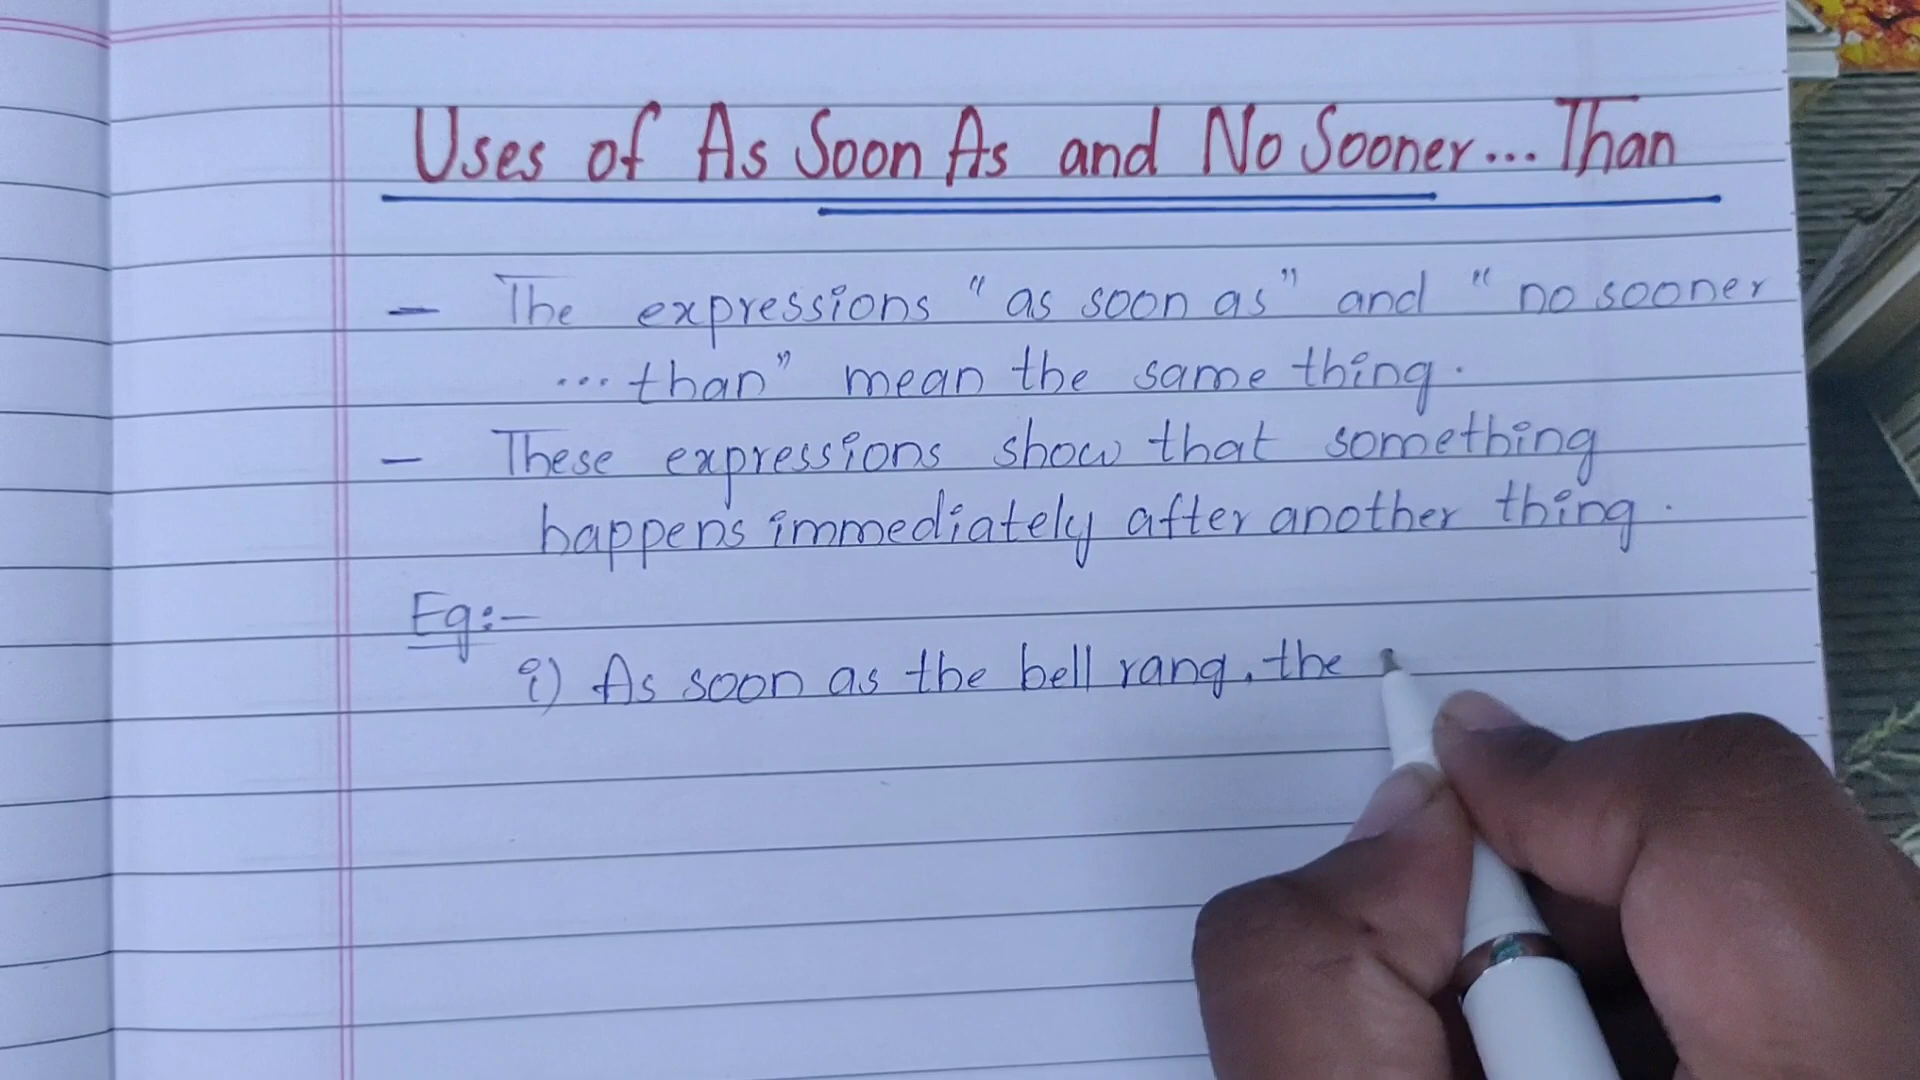 Uses of As Soon As and No Sooner... Than
– The expressions "as soon as" and "no sooner
...than" mean the same thing.
– These expressions show that something
happens immediately after another thing.
Eg:-
i) As soon as the bell rang, the